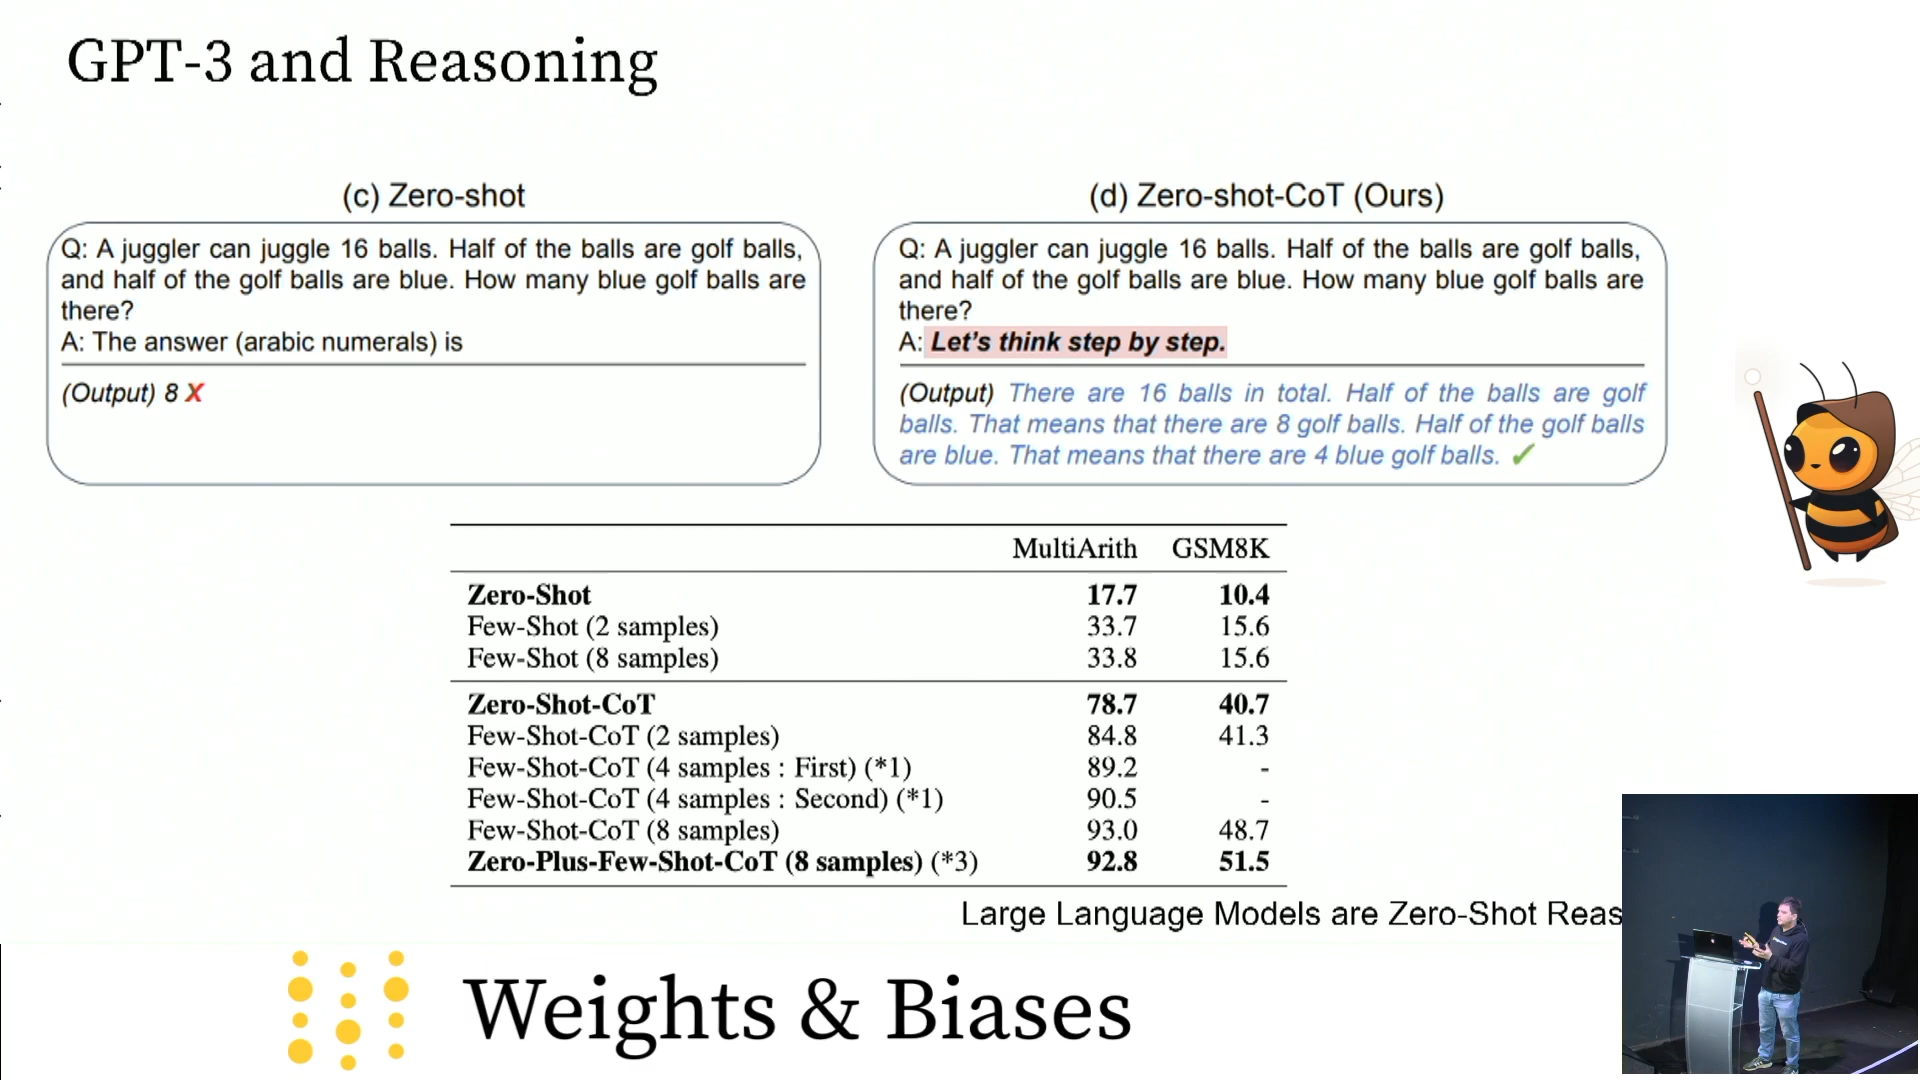 GPT-3 and Reasoning
(c) Zero-shot
Q: A juggler can juggle 16 balls. Half of the balls are golf balls,
and half of the golf balls are blue. How many blue golf balls are
there?
A: The answer (arabic numerals) is
(Output) 8 X
(d) Zero-shot-CoT (Ours)
Q: A juggler can juggle 16 balls. Half of the balls are golf balls,
and half of the golf balls are blue. How many blue golf balls are
there?
A: Let's think step by step.
(Output) There are 16 balls in total. Half of the balls are golf
balls. That means that there are 8 golf balls. Half of the golf balls
are blue. That means that there are 4 blue golf balls. ✓
MultiArith GSM8K
Zero-Shot 17.7 10.4
Few-Shot (2 samples) 33.7 15.6
Few-Shot (8 samples) 33.8 15.6
Zero-Shot-CoT 78.7 40.7
Few-Shot-CoT (2 samples) 84.8 41.3
Few-Shot-CoT (4 samples : First) (*1) 89.2 -
Few-Shot-CoT (4 samples : Second) (*1) 90.5 -
Few-Shot-CoT (8 samples) 93.0 48.7
Zero-Plus-Few-Shot-CoT (8 samples) (*3) 92.8 51.5
Large Language Models are Zero-Shot Reas
Weights & Biases